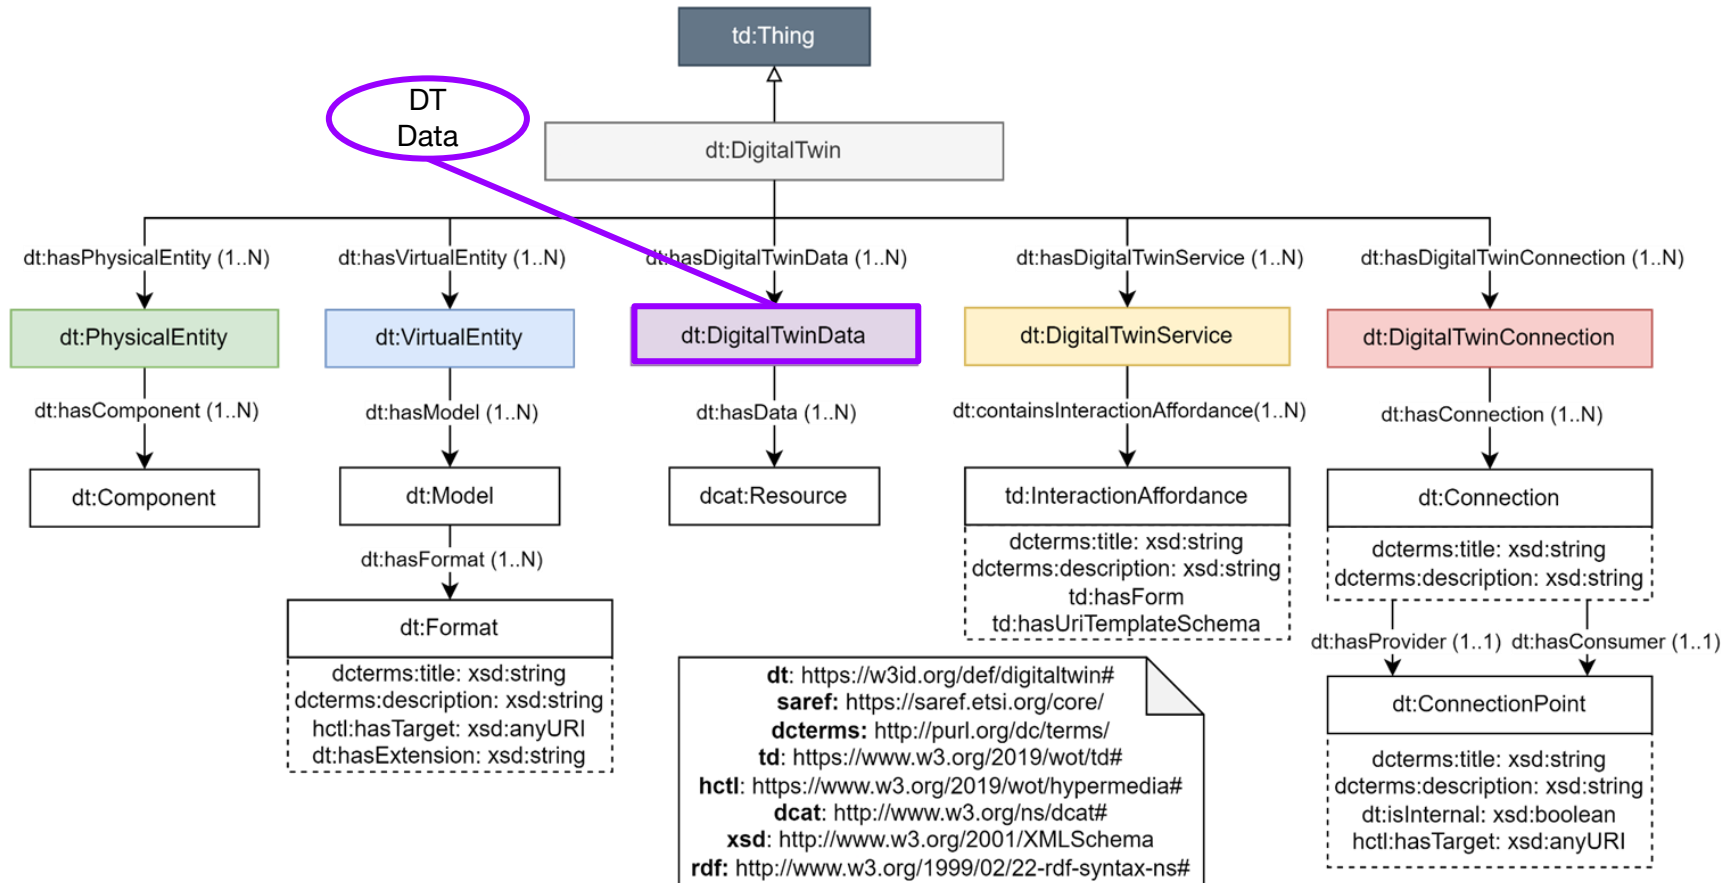 td:Thing
DT
Data
dt:DigitalTwin
dt:hasPhysicalEntity (1..N)
dt:hasVirtualEntity (1..N)
dt:hasDigitalTwinData (1..N)
dt:hasDigitalTwinService (1..N)
dt:hasDigitalTwinConnection (1..N)
dt:PhysicalEntity
dt:VirtualEntity
dt:DigitalTwinData
dt:DigitalTwinService
dt:DigitalTwinConnection
dt:hasComponent (1..N)
dt:hasModel (1..N)
dt:hasData (1..N)
dt:containsInteractionAffordance(1..N)
dt:hasConnection (1..N)
dt:Component
dt:Model
dcat:Resource
td:InteractionAffordance
dt:Connection
dcterms:title: xsd:string
dcterms:description: xsd:string
td:hasForm
td:hasUriTemplateSchema
dcterms:title: xsd:string
dcterms:description: xsd:string
dt:hasFormat (1..N)
dt:Format
dcterms:title: xsd:string
dcterms:description: xsd:string
hctl:hasTarget: xsd:anyURI
dt:hasExtension: xsd:string
dt:hasProvider (1..1)
dt:hasConsumer (1..1)
dt:ConnectionPoint
dcterms:title: xsd:string
dcterms:description: xsd:string
dt:isInternal: xsd:boolean
hctl:hasTarget: xsd:anyURI
dt: https://w3id.org/def/digitaltwin#
saref: https://saref.etsi.org/core/
dcterms: http://purl.org/dc/terms/
td: https://www.w3.org/2019/wot/td#
hctl: https://www.w3.org/2019/wot/hypermedia#
dcat: http://www.w3.org/ns/dcat#
xsd: http://www.w3.org/2001/XMLSchema
rdf: http://www.w3.org/1999/02/22-rdf-syntax-ns#